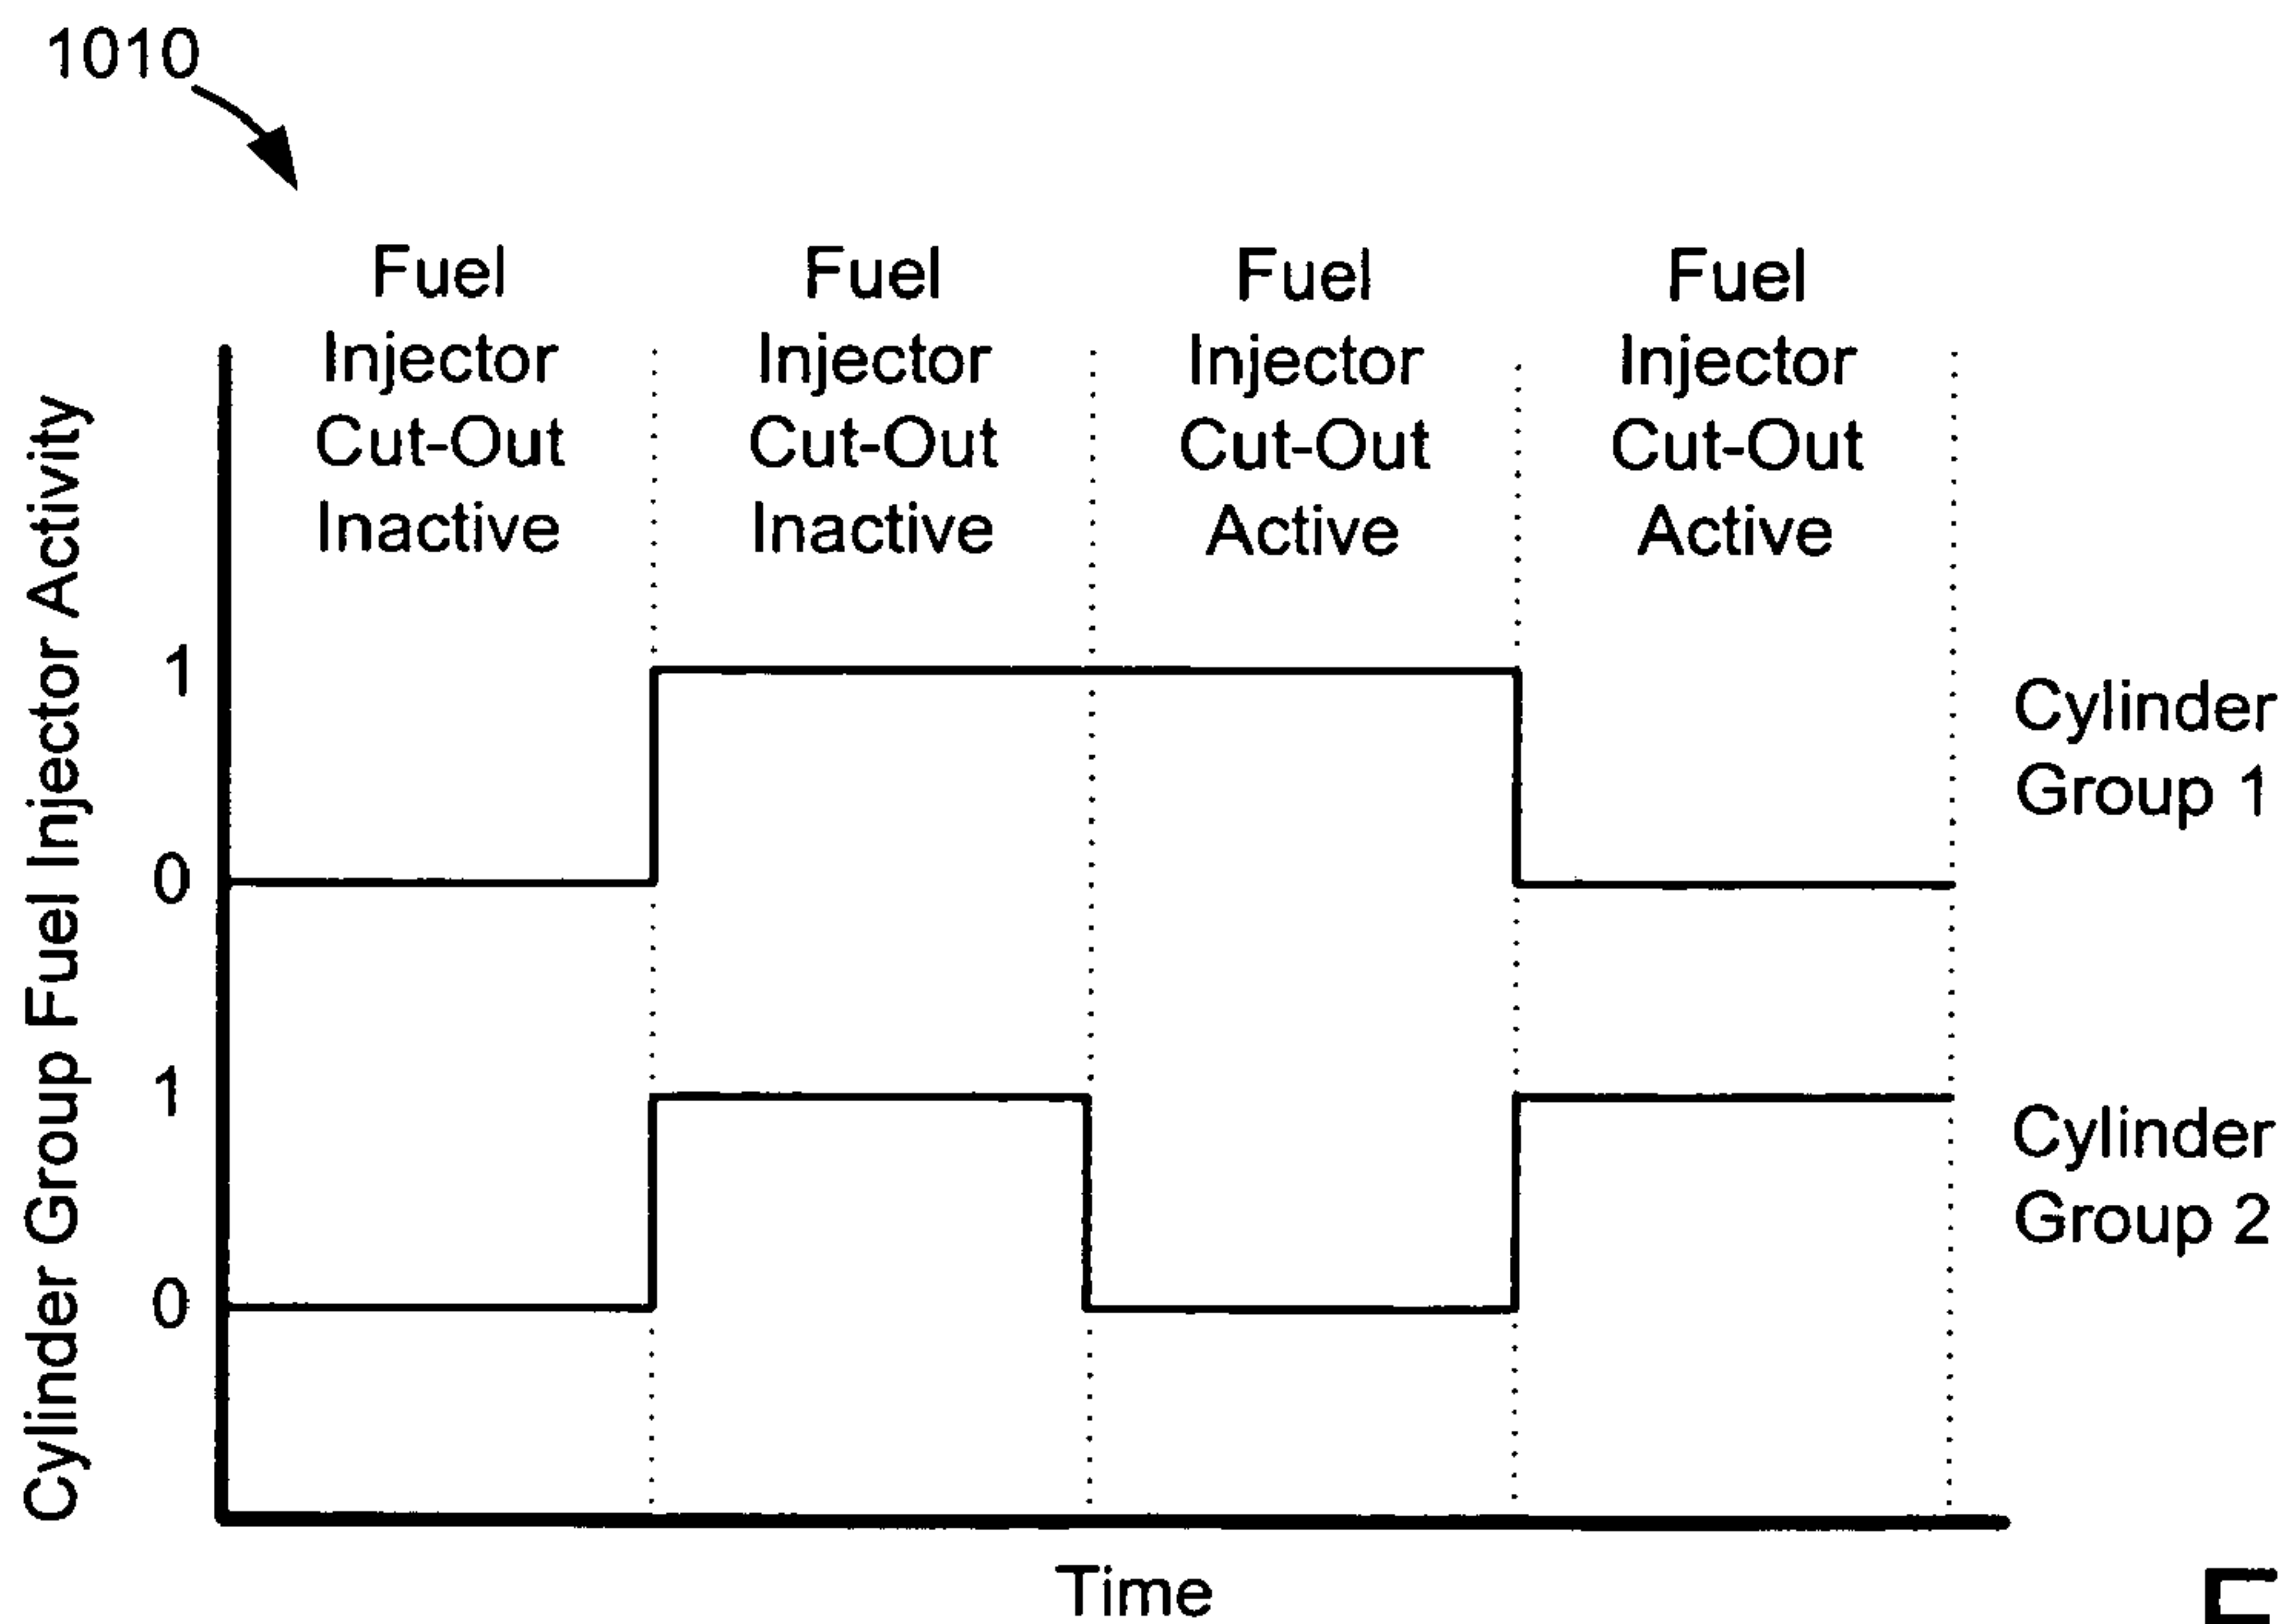 1010
Fuel
Injector
Cut-Out
Inactive
Fuel
Injector
Cut-Out
Inactive
Fuel
Injector
Cut-Out
Active
Fuel
Injector
Cut-Out
Active
Cylinder Group Fuel Injector Activity
1
0
1
0
Cylinder
Group 1
Cylinder
Group 2
Time